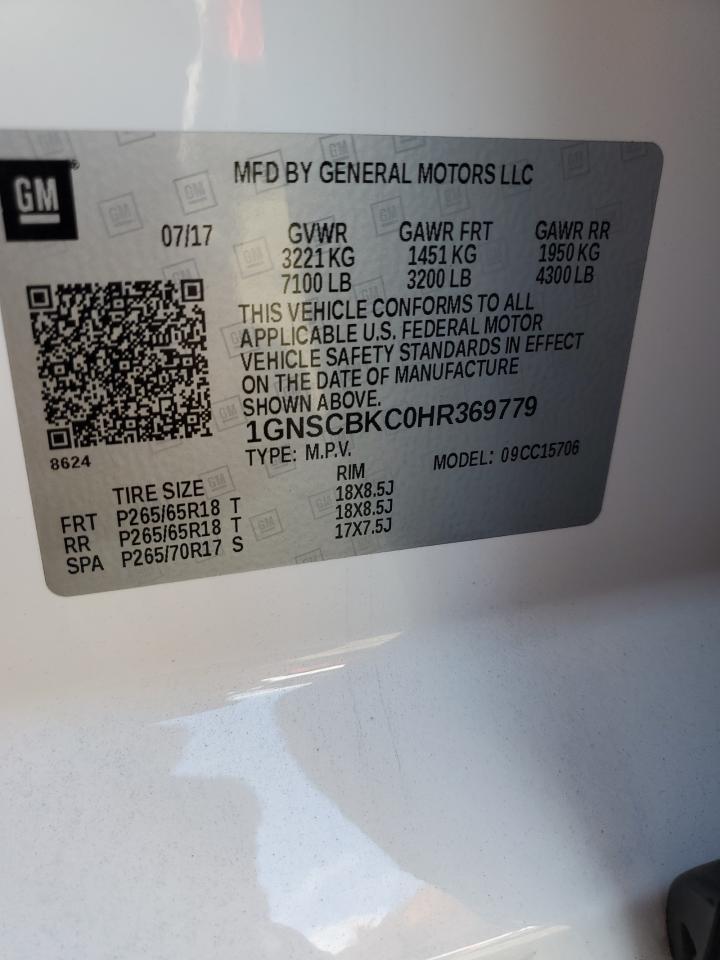 GM
MFD BY GENERAL MOTORS LLC
07/17 GVWR GAWR FRT GAWR RR
3221 KG 1451 KG 1950 KG
7100 LB 3200 LB 4300 LB
THIS VEHICLE CONFORMS TO ALL
APPLICABLE U.S. FEDERAL MOTOR
VEHICLE SAFETY STANDARDS IN EFFECT
ON THE DATE OF MANUFACTURE
SHOWN ABOVE.
1GNSCBKC0HR369779
8624
TYPE: M.P.V. MODEL: 09CC15706
TIRE SIZE RIM
FRT P265/65R18 T 18X8.5J
RR P265/65R18 T 18X8.5J
SPA P265/70R17 S 17X7.5J